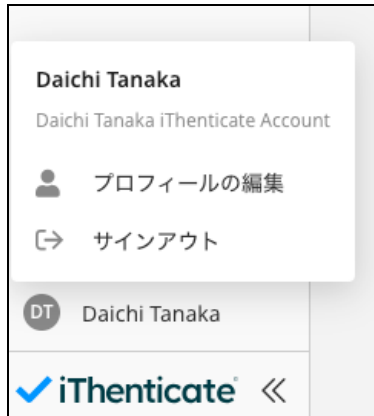 Daichi Tanaka
Daichi Tanaka iThenticate Account
プロフィールの編集
サインアウト
DT Daichi Tanaka
iThenticate